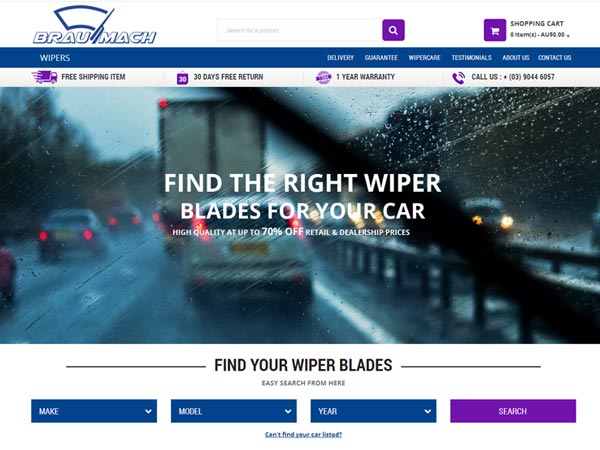 BRAUMACH
Search for a product
SHOPPING CART
0 Item(s) - AU$0.00
WIPERS
DELIVERY GUARANTEE WIPERCARE TESTIMONIALS ABOUT US CONTACT US
FREE SHIPPING ITEM
30 30 DAYS FREE RETURN
1 YEAR WARRANTY
CALL US : + (03) 9044 6057
FIND THE RIGHT WIPER
BLADES FOR YOUR CAR
HIGH QUALITY AT UP TO 70% OFF RETAIL & DEALERSHIP PRICES
FIND YOUR WIPER BLADES
EASY SEARCH FROM HERE
MAKE MODEL YEAR SEARCH
Can't find your car listed?